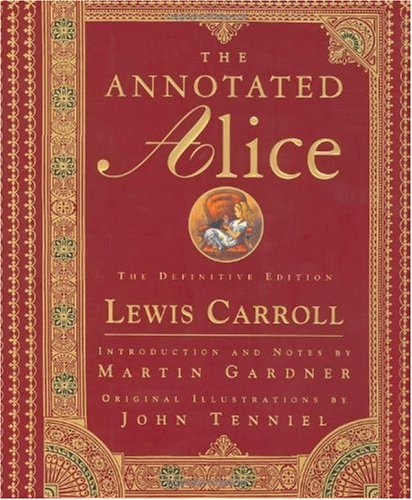 THE
ANNOTATED
Alice
THE DEFINITIVE EDITION
LEWIS CARROLL
INTRODUCTION AND NOTES BY
MARTIN GARDNER
ORIGINAL ILLUSTRATIONS BY
JOHN TENNIEL